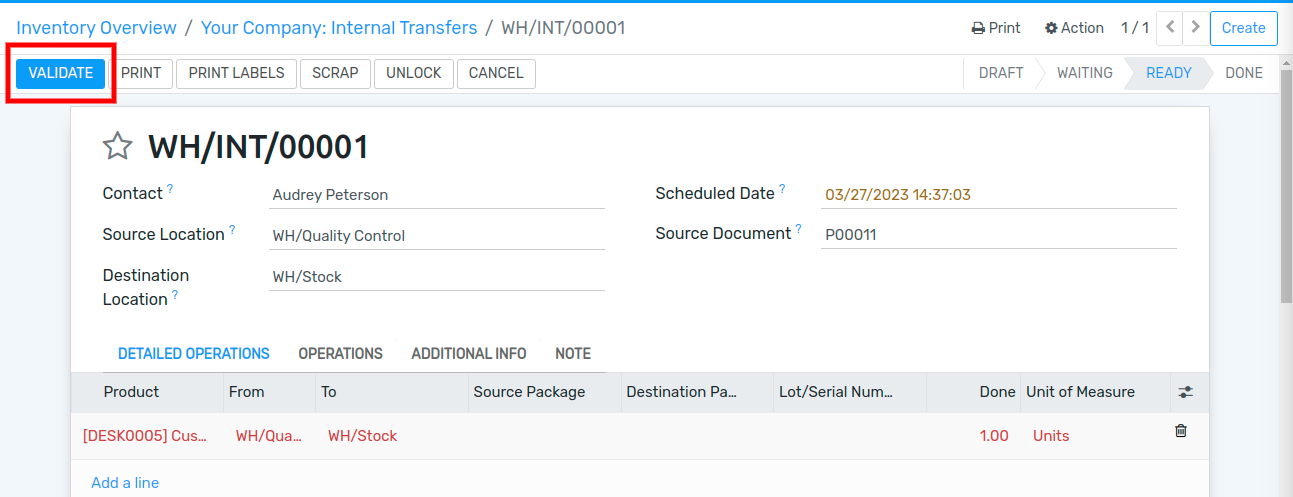 Inventory Overview / Your Company: Internal Transfers / WH/INT/00001 Print Action 1 / 1 Create
VALIDATE PRINT PRINT LABELS SCRAP UNLOCK CANCEL DRAFT WAITING READY DONE
WH/INT/00001
Contact ? Audrey Peterson Scheduled Date ? 03/27/2023 14:37:03
Source Location ? WH/Quality Control Source Document ? P00011
Destination
Location ? WH/Stock
DETAILED OPERATIONS OPERATIONS ADDITIONAL INFO NOTE
Product From To Source Package Destination Pa... Lot/Serial Num... Done Unit of Measure
[DESK0005] Cus... WH/Qua... WH/Stock 1.00 Units
Add a line